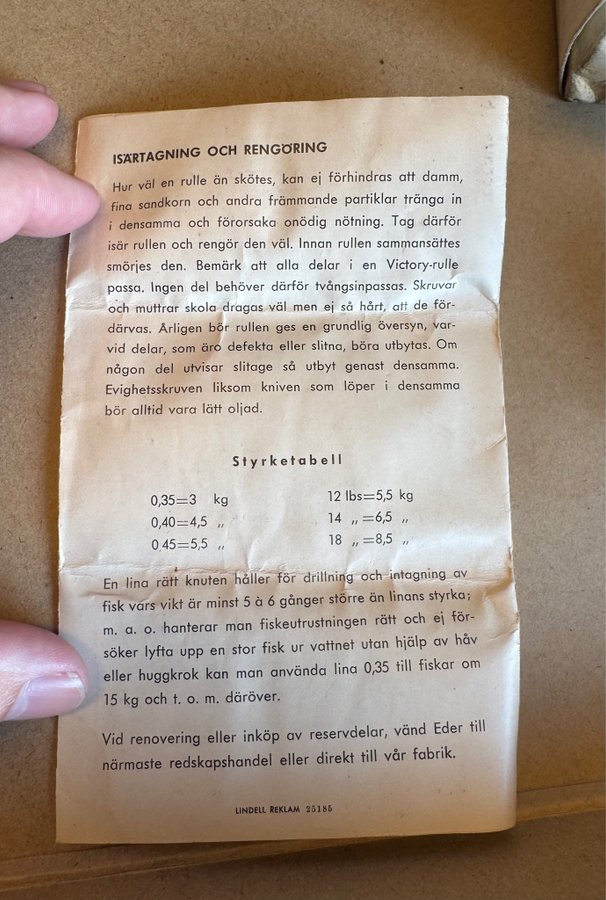 ISÄRTAGNING OCH RENGÖRING
Hur väl en rulle än skötes, kan ej förhindras att damm,
fina sandkorn och andra främmande partiklar tränga in
i densamma och förorsaka onödig nötning. Tag därför
isär rullen och rengör den väl. Innan rullen sammansättes
smörjes den. Bemärk att alla delar i en Victory-rulle
passa. Ingen del behöver därför tvångsinpassas. Skruvar
och muttrar skola dragas väl men ej så hårt, att de för-
därvas. Årligen bör rullen ges en grundlig översyn, var-
vid delar, som äro defekta eller slitna, böra utbytas. Om
någon del utvisar slitage så utbyt genast densamma.
Evighetsskruven liksom kniven som löper i densamma
bör alltid vara lätt oljad.
Styrketabell
0,35=3 kg 12 lbs=5,5 kg
0,40=4,5 „ 14 „ =6,5 „
0 45=5,5 „ 18 „ =8,5 „
En lina rätt knuten håller för drillning och intagning av
fisk vars vikt är minst 5 à 6 gånger större än linans styrka;
m. a. o. hanterar man fiskeutrustningen rätt och ej för-
söker lyfta upp en stor fisk ur vattnet utan hjälp av håv
eller huggkrok kan man använda lina 0,35 till fiskar om
15 kg och t. o. m. däröver.
Vid renovering eller inköp av reservdelar, vänd Eder till
närmaste redskapshandel eller direkt till vår fabrik.
LINDELL REKLAM 25185